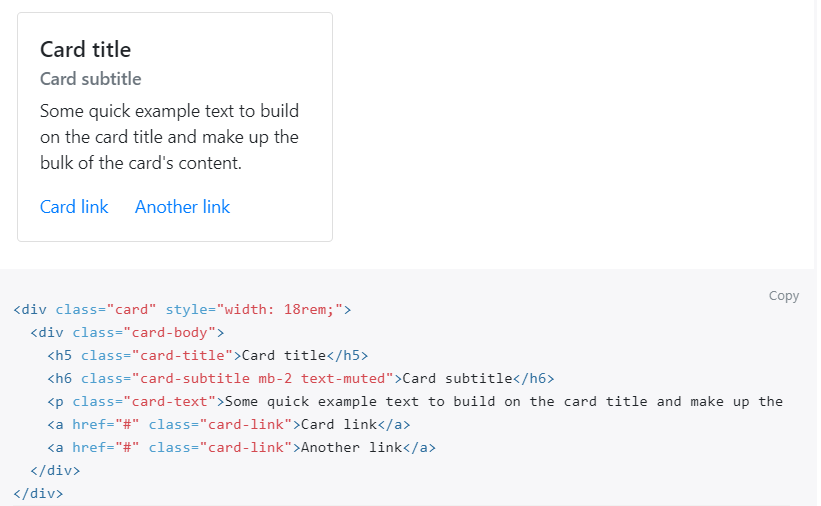 Card title
Card subtitle
Some quick example text to build
on the card title and make up the
bulk of the card's content.
Card link Another link
Copy
<div class="card" style="width: 18rem;">
  <div class="card-body">
    <h5 class="card-title">Card title</h5>
    <h6 class="card-subtitle mb-2 text-muted">Card subtitle</h6>
    <p class="card-text">Some quick example text to build on the card title and make up the
    <a href="#" class="card-link">Card link</a>
    <a href="#" class="card-link">Another link</a>
  </div>
</div>